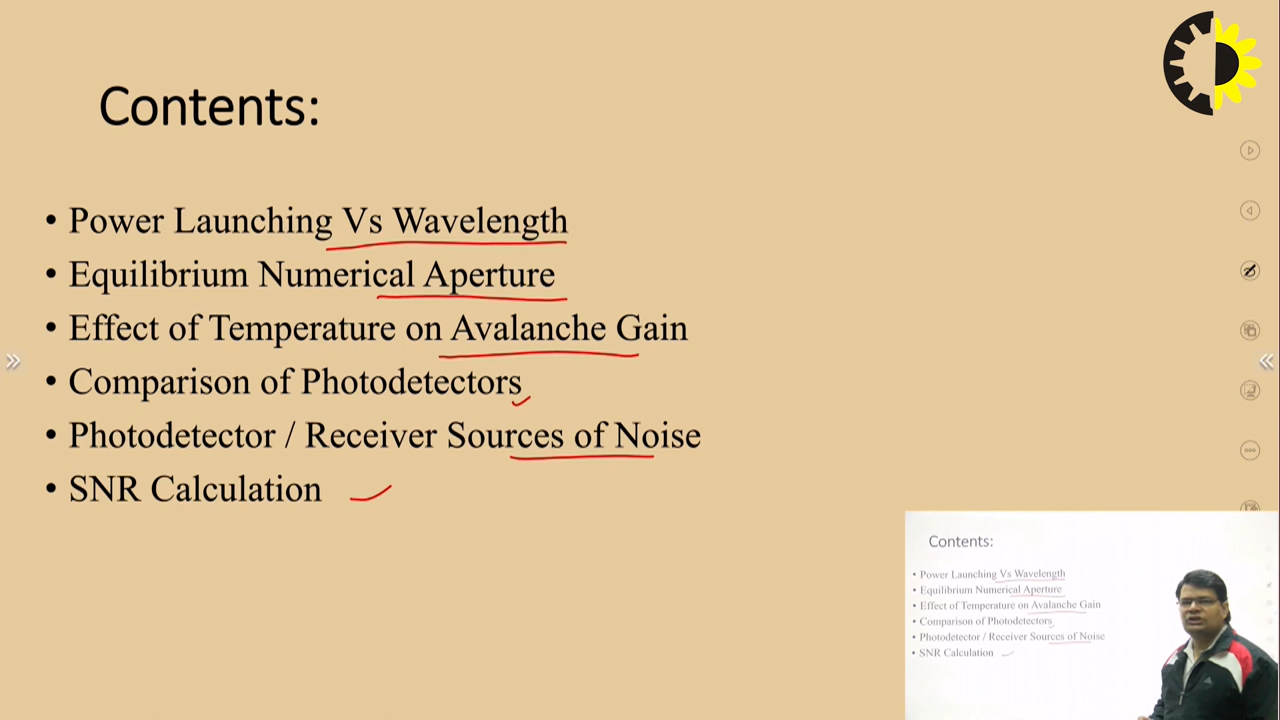 Contents:
• Power Launching Vs Wavelength
• Equilibrium Numerical Aperture
• Effect of Temperature on Avalanche Gain
• Comparison of Photodetectors
• Photodetector / Receiver Sources of Noise
• SNR Calculation
Contents:
• Power Launching Vs Wavelength
• Equilibrium Numerical Aperture
• Effect of Temperature on Avalanche Gain
• Comparison of Photodetectors
• Photodetector / Receiver Sources of Noise
• SNR Calculation